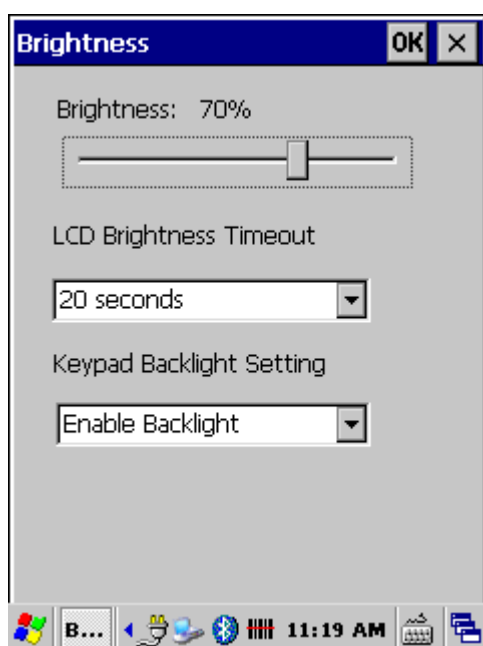 Brightness OK ×
Brightness: 70%
LCD Brightness Timeout
20 seconds
Keypad Backlight Setting
Enable Backlight
B... 11:19 AM